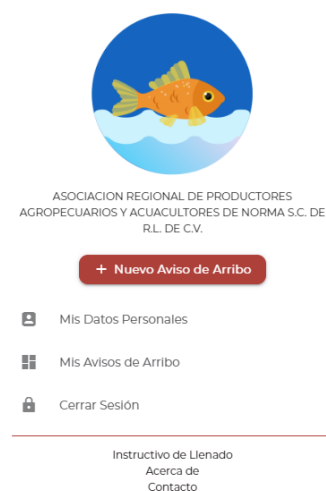 ASOCIACION REGIONAL DE PRODUCTORES
AGROPECUARIOS Y ACUACULTORES DE NORMA S.C. DE
R.L. DE C.V.
+ Nuevo Aviso de Arribo
Mis Datos Personales
Mis Avisos de Arribo
Cerrar Sesión
Instructivo de Llenado
Acerca de
Contacto